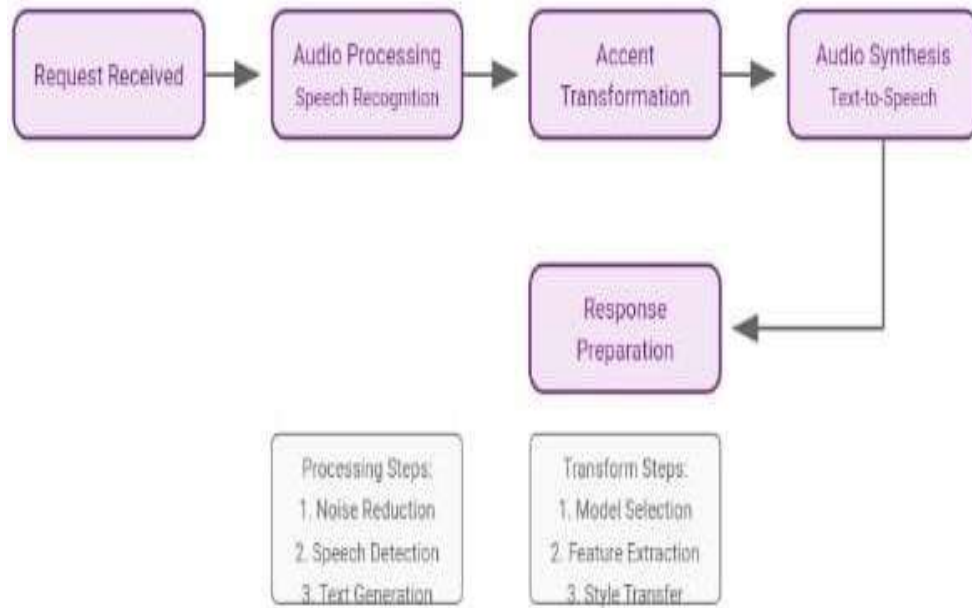 Request Received
Audio Processing
Speech Recognition
Accent
Transformation
Audio Synthesis
Text-to-Speech
Response
Preparation
Processing Steps:
1. Noise Reduction
2. Speech Detection
3. Text Generation
Transform Steps:
1. Model Selection
2. Feature Extraction
3. Style Transfer